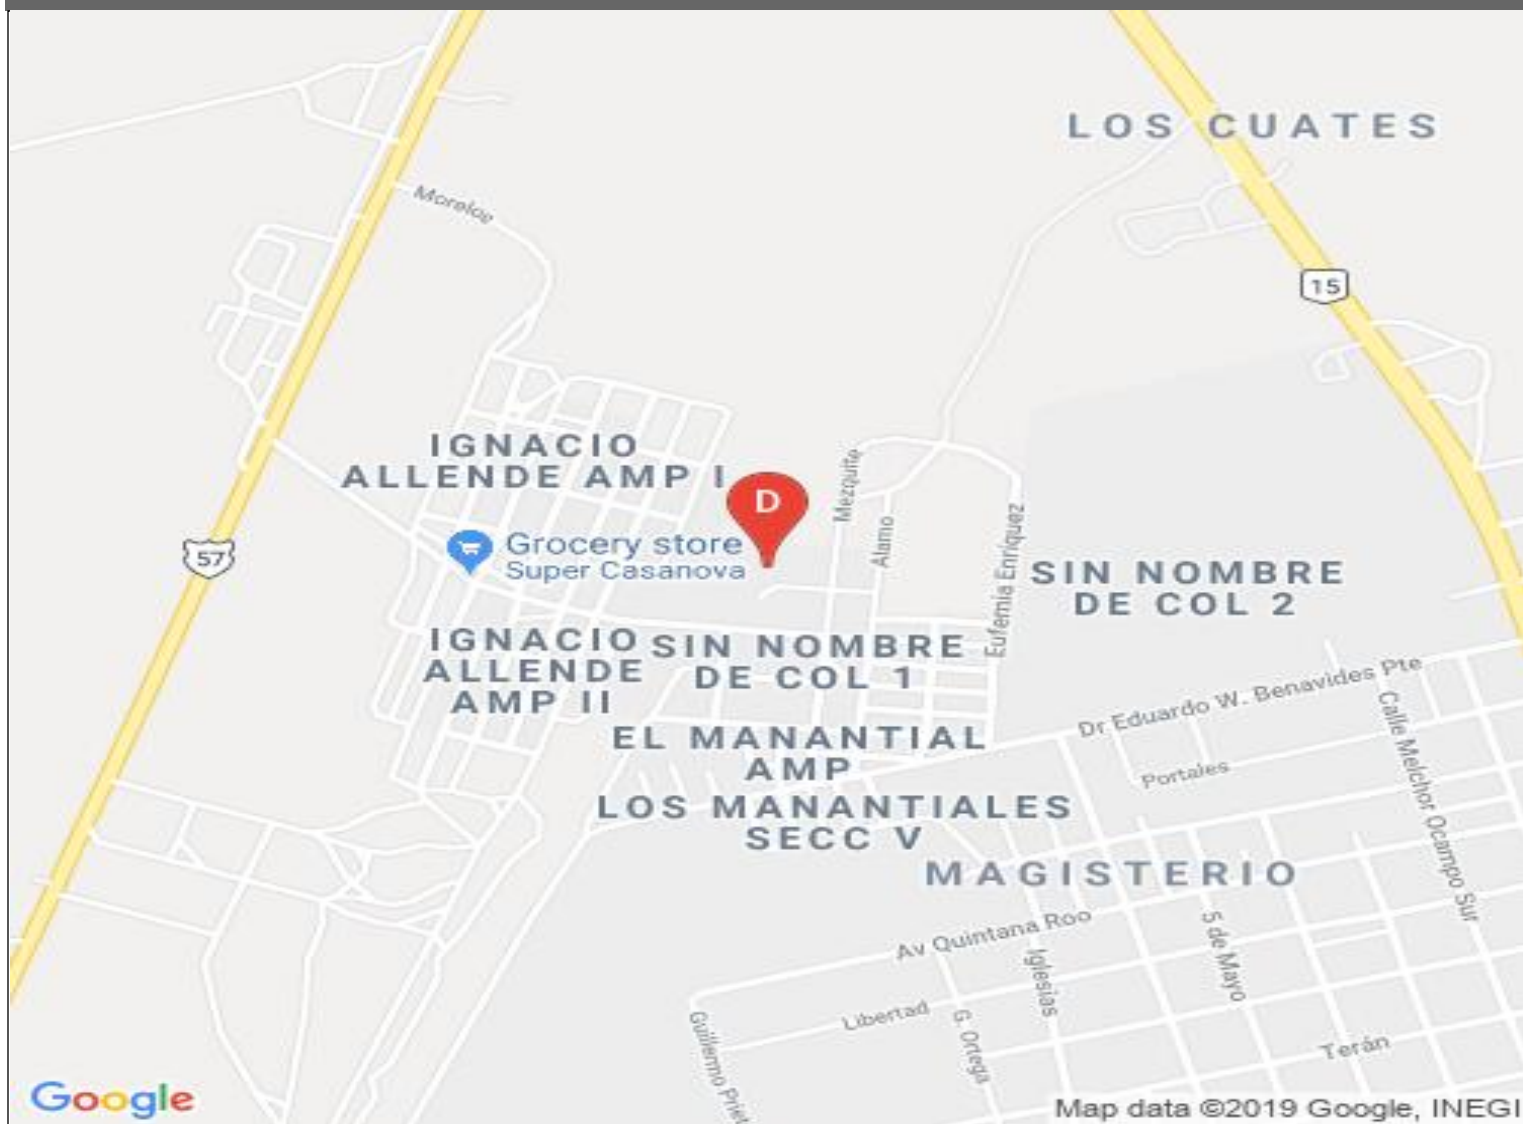 LOS CUATES
Morelos
15
IGNACIO
ALLENDE AMP I
D
Mezquite
57
Grocery store
Super Casanova
Alamo
Eufemia Enriquez
SIN NOMBRE
DE COL 2
IGNACIO
ALLENDE
AMP II
SIN NOMBRE
DE COL 1
Dr Eduardo W. Benavides Pte
EL MANANTIAL
AMP
Portales
Calle Melchor Ocampo Sur
LOS MANANTIALES
SECC V
MAGISTERIO
Av Quintana Roo
5 de Mayo
Iglesias
Libertad
G. Ortega
Guillermo Priet
Terán
Google
Map data ©2019 Google, INEGI